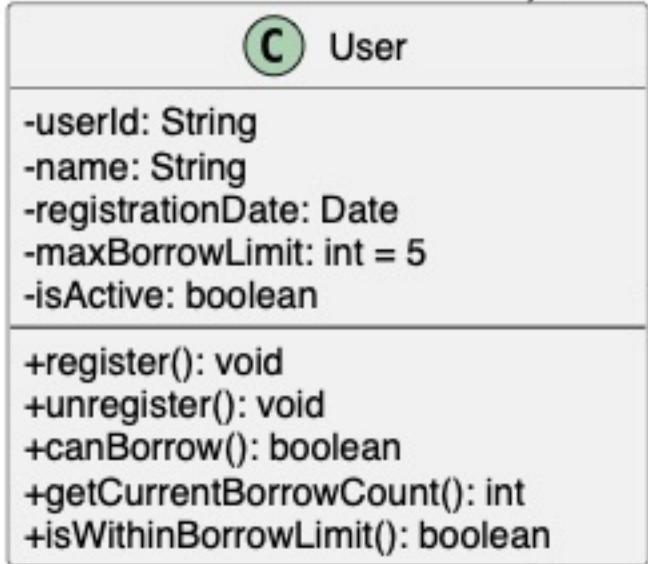 C User
-userId: String
-name: String
-registrationDate: Date
-maxBorrowLimit: int = 5
-isActive: boolean
+register(): void
+unregister(): void
+canBorrow(): boolean
+getCurrentBorrowCount(): int
+isWithinBorrowLimit(): boolean